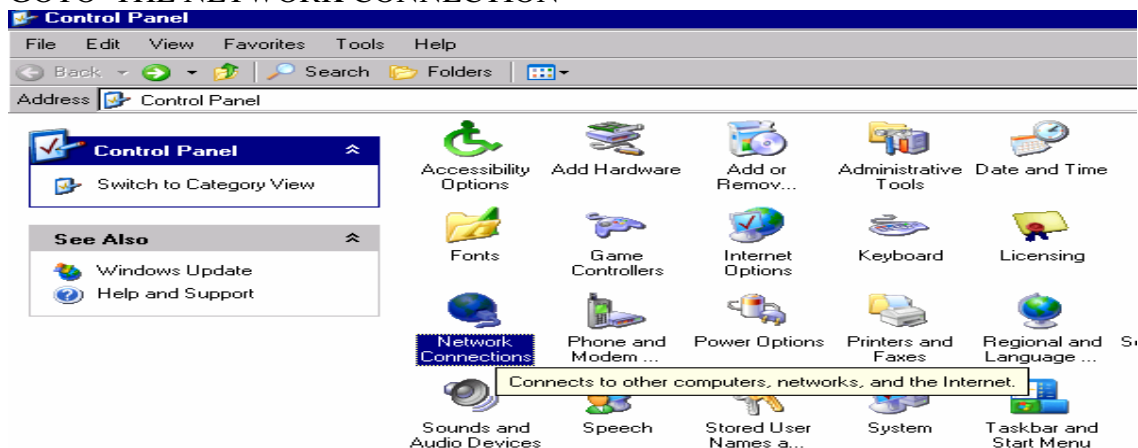 GOTO THE NETWORK CONNECTION
Control Panel
File Edit View Favorites Tools Help
Back Search Folders
Address Control Panel
Control Panel
Switch to Category View
See Also
Windows Update
Help and Support
Accessibility Options
Add Hardware
Add or Remov...
Administrative Tools
Date and Time
Fonts
Game Controllers
Internet Options
Keyboard
Licensing
Network Connections
Phone and Modem ...
Power Options
Printers and Faxes
Regional and Language ...
Connects to other computers, networks, and the Internet.
Sounds and Audio Devices
Speech
Stored User Names a...
System
Taskbar and Start Menu